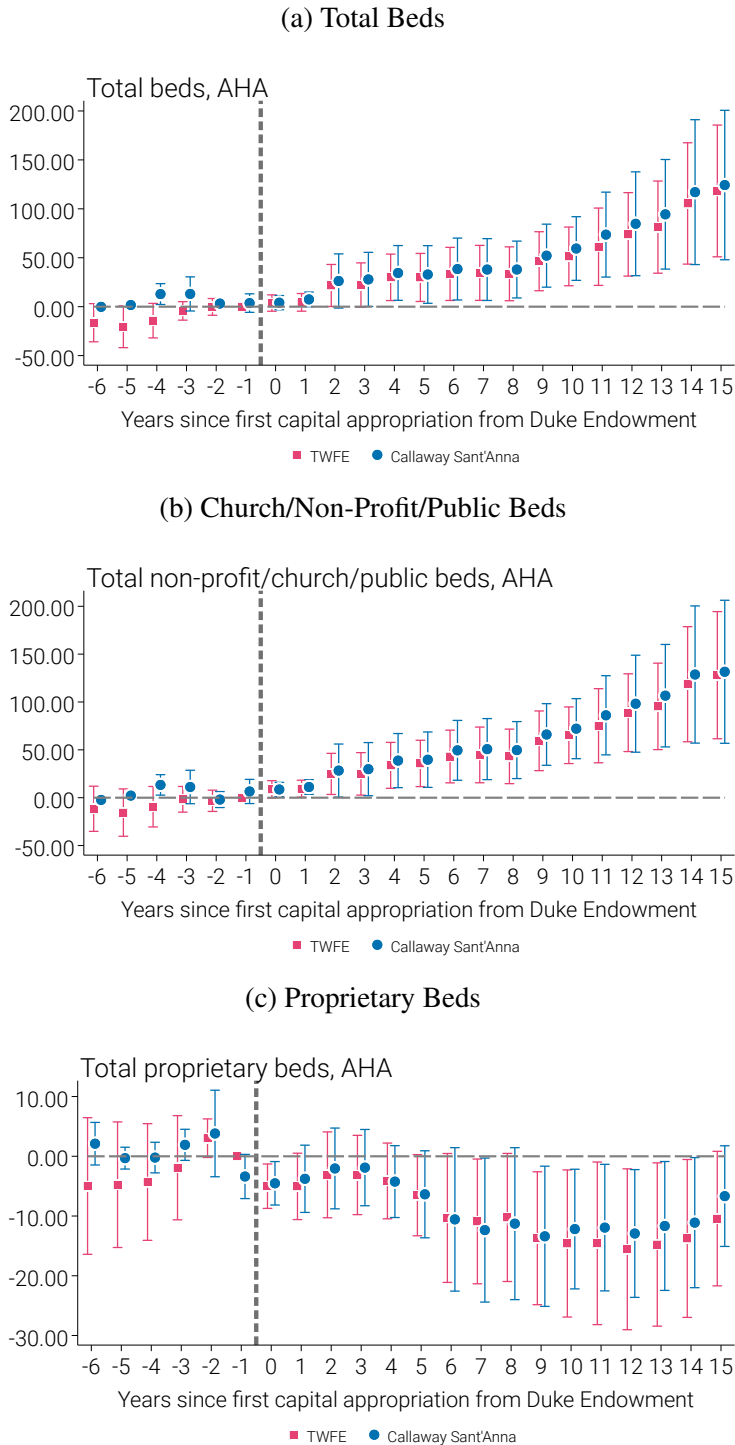 (a) Total Beds
Total beds, AHA
200.00
150.00
100.00
50.00
0.00
-50.00
-6 -5 -4 -3 -2 -1 0 1 2 3 4 5 6 7 8 9 10 11 12 13 14 15
Years since first capital appropriation from Duke Endowment
TWFE Callaway Sant'Anna
(b) Church/Non-Profit/Public Beds
Total non-profit/church/public beds, AHA
200.00
150.00
100.00
50.00
0.00
-50.00
-6 -5 -4 -3 -2 -1 0 1 2 3 4 5 6 7 8 9 10 11 12 13 14 15
Years since first capital appropriation from Duke Endowment
TWFE Callaway Sant'Anna
(c) Proprietary Beds
Total proprietary beds, AHA
10.00
0.00
-10.00
-20.00
-30.00
-6 -5 -4 -3 -2 -1 0 1 2 3 4 5 6 7 8 9 10 11 12 13 14 15
Years since first capital appropriation from Duke Endowment
TWFE Callaway Sant'Anna